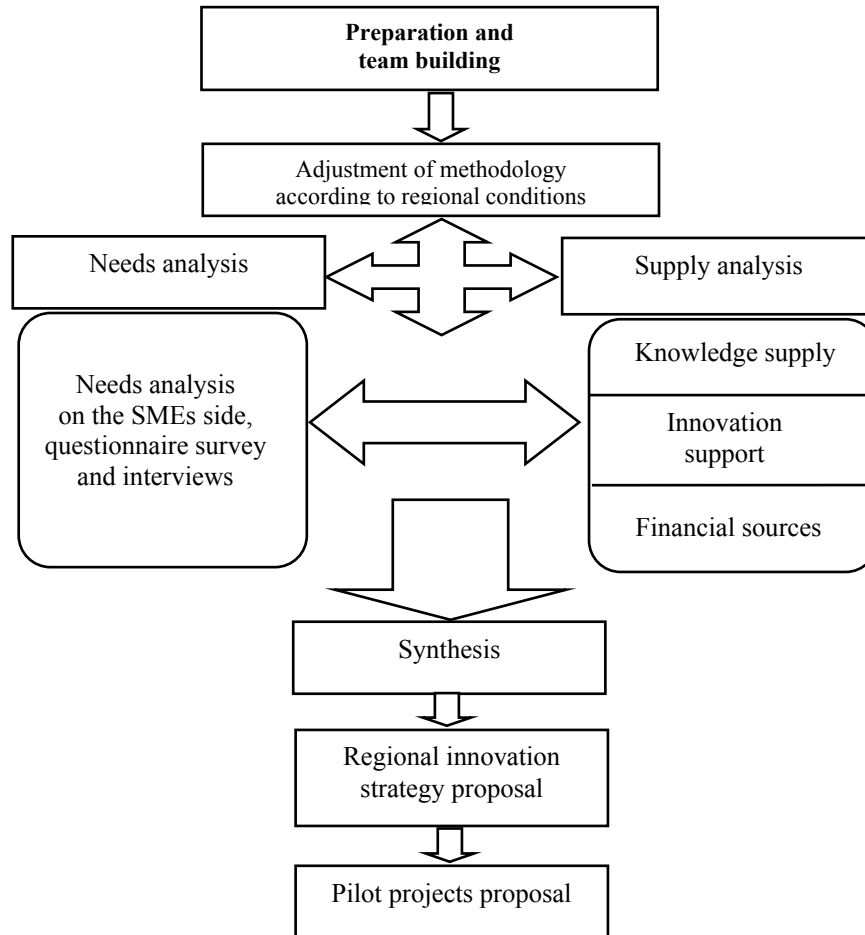 Preparation and
team building
Adjustment of methodology
according to regional conditions
Needs analysis
Supply analysis
Needs analysis
on the SMEs side,
questionnaire survey
and interviews
Knowledge supply
Innovation
support
Financial sources
Synthesis
Regional innovation
strategy proposal
Pilot projects proposal